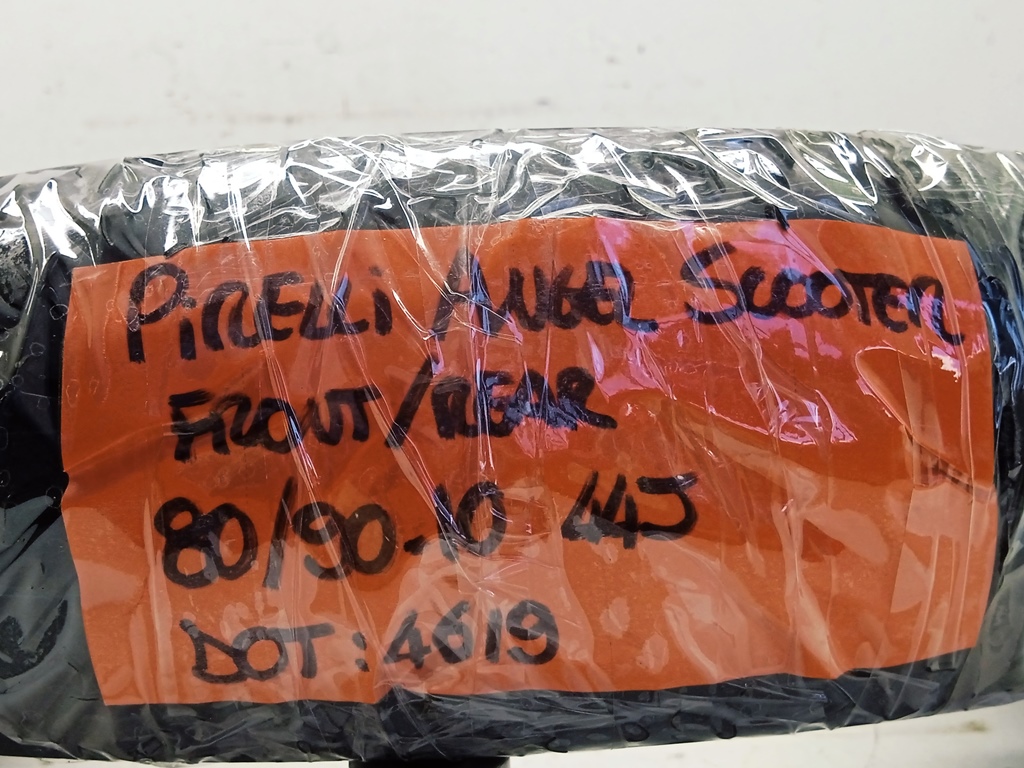 PiRELLi ANGEL SCOOTER
FRONT/REAR
80/90-10 44J
DOT: 4619